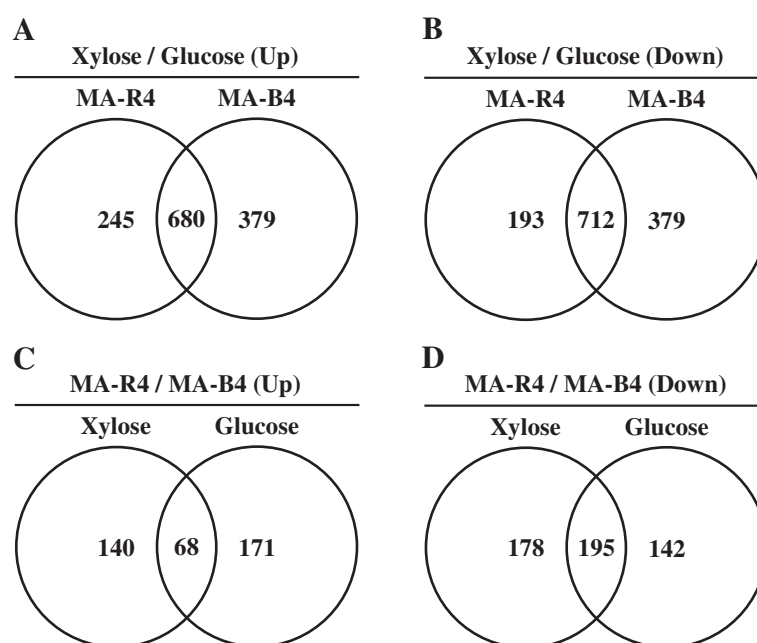 A
Xylose / Glucose (Up)
MA-R4 MA-B4
245 680 379
B
Xylose / Glucose (Down)
MA-R4 MA-B4
193 712 379
C
MA-R4 / MA-B4 (Up)
Xylose Glucose
140 68 171
D
MA-R4 / MA-B4 (Down)
Xylose Glucose
178 195 142